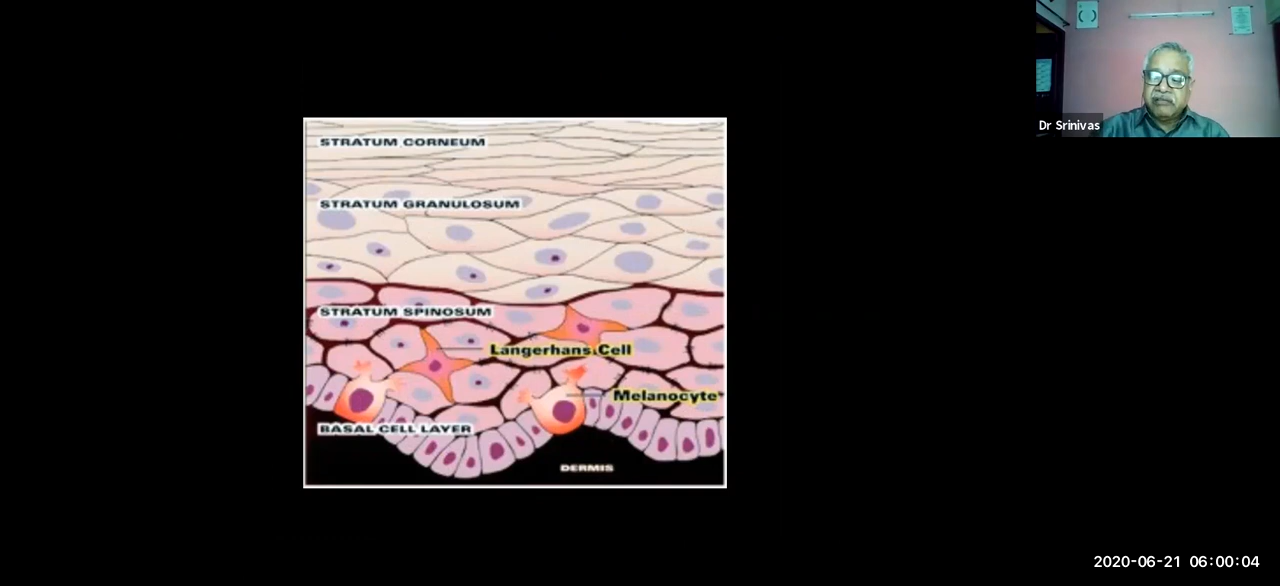 Dr Srinivas
STRATUM CORNEUM
STRATUM GRANULOSUM
STRATUM SPINOSUM
Langerhans Cell
Melanocyte
BASAL CELL LAYER
DERMIS
2020-06-21 06:00:04